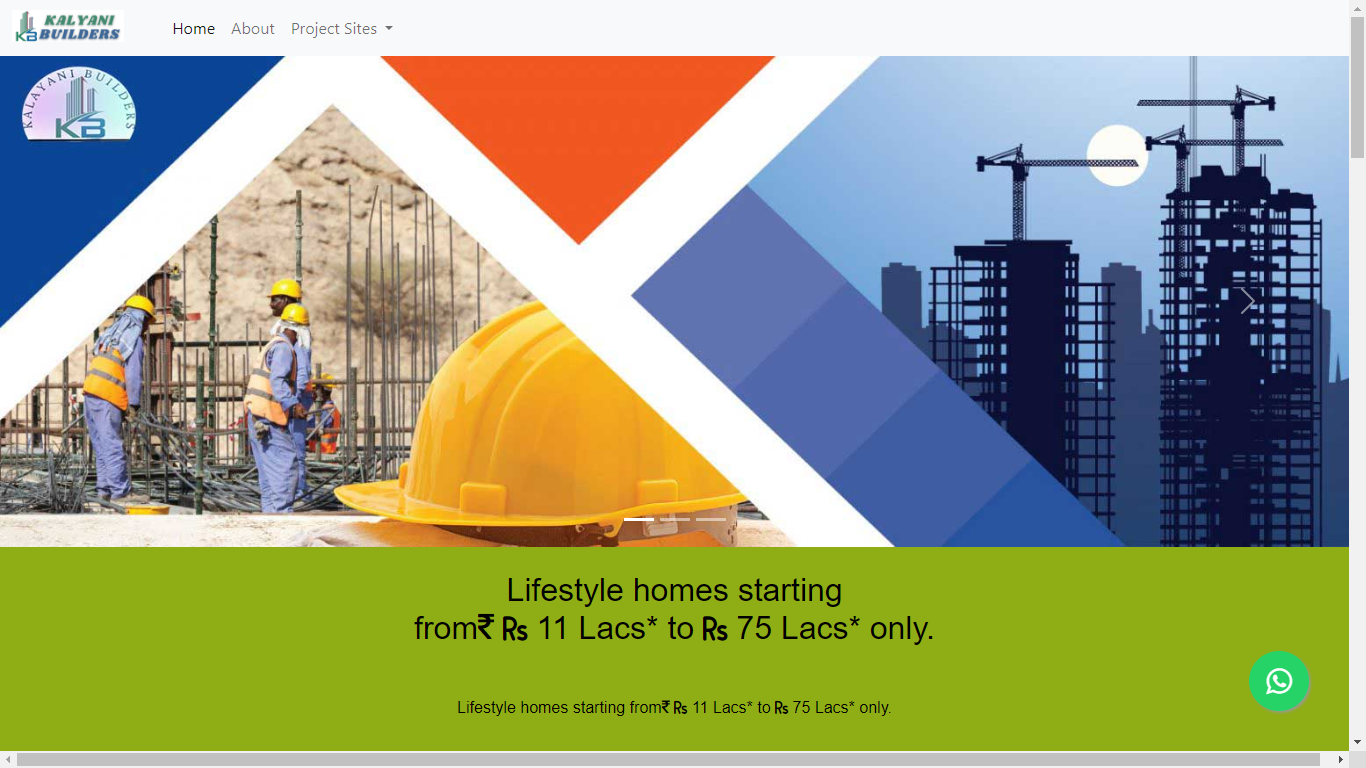 KALYANI
KB BUILDERS
Home About Project Sites
KALAYANI BUILDERS
KB
Lifestyle homes starting
from₹ ₨ 11 Lacs* to ₨ 75 Lacs* only.
Lifestyle homes starting from₹ ₨ 11 Lacs* to ₨ 75 Lacs* only.